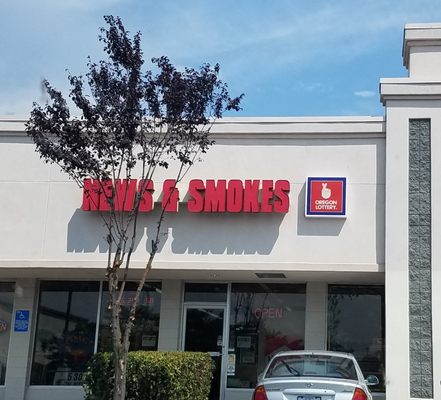 NEWS & SMOKES
OREGON
LOTTERY
OPEN